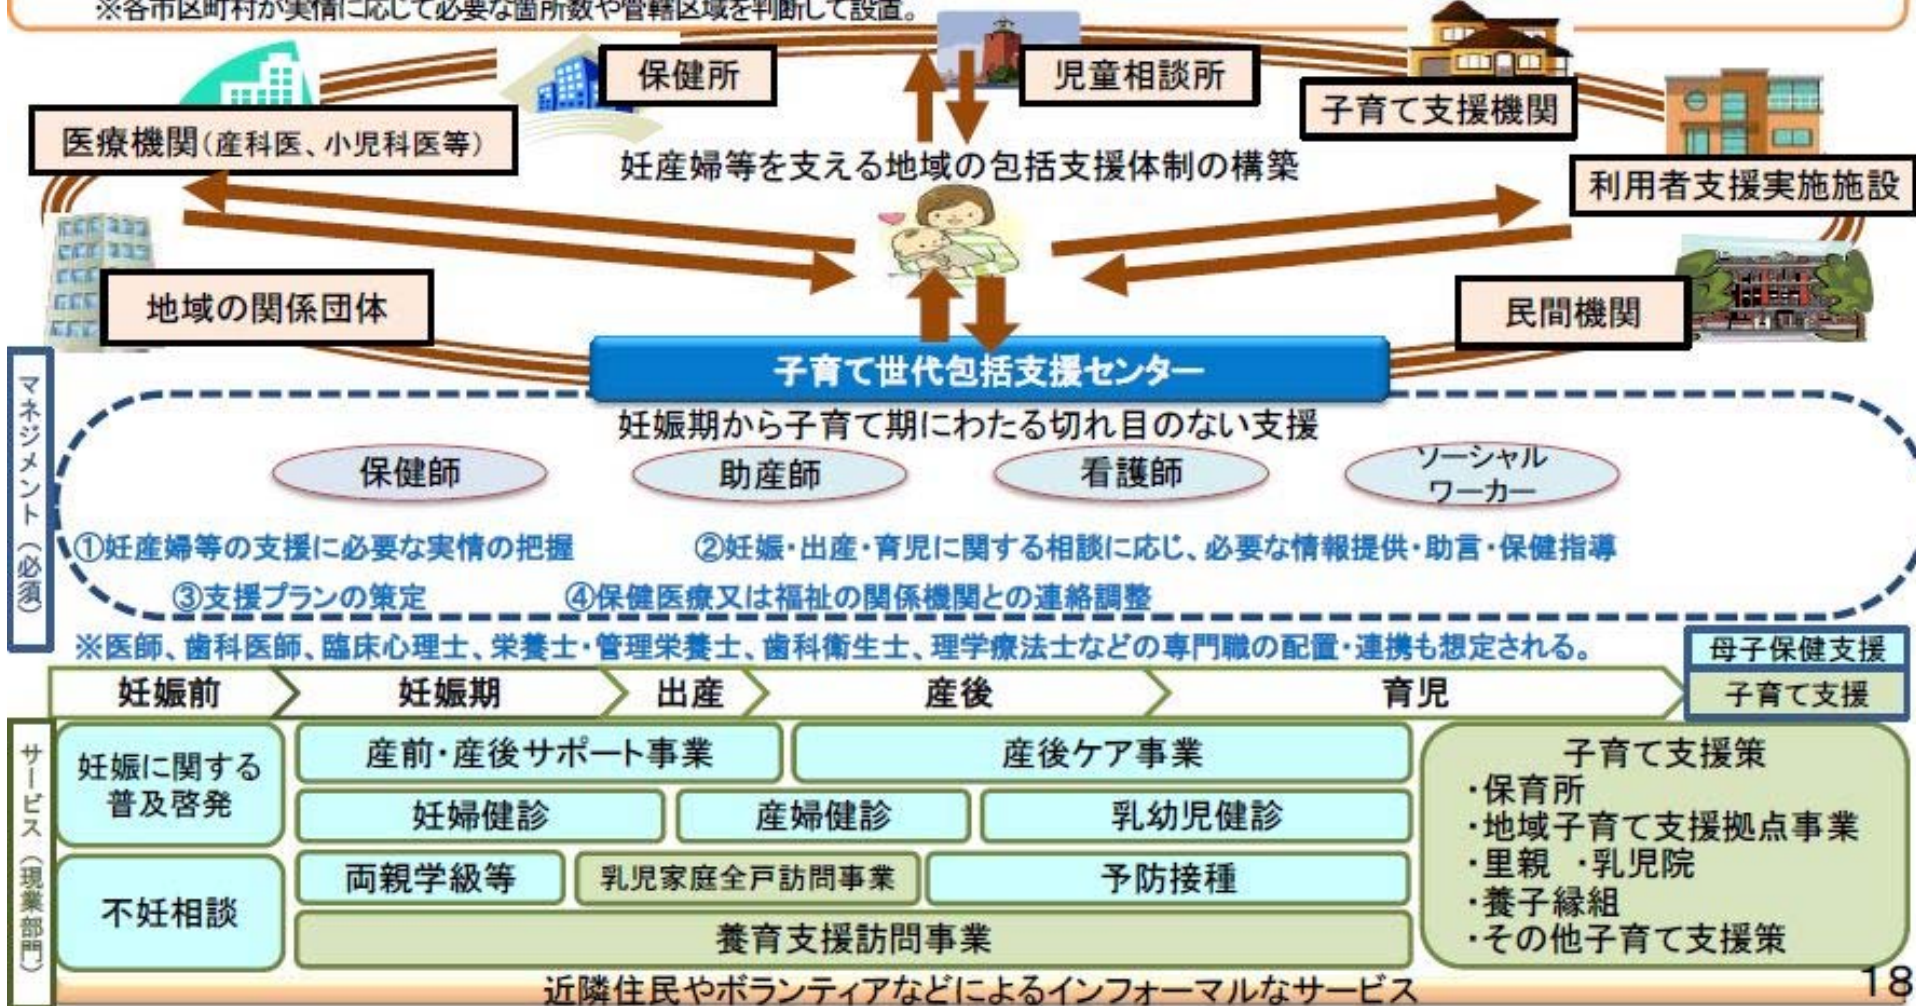 ※各市区町村が実情に応じて必要な箇所数や管轄区域を判断して設置。
保健所
児童相談所
子育て支援機関
医療機関(産科医、小児科医等)
妊産婦等を支える地域の包括支援体制の構築
利用者支援実施施設
地域の関係団体
民間機関
子育て世代包括支援センター
妊娠期から子育て期にわたる切れ目のない支援
マネジメント(必須)
保健師
助産師
看護師
ソーシャル
ワーカー
①妊産婦等の支援に必要な実情の把握
②妊娠・出産・育児に関する相談に応じ、必要な情報提供・助言・保健指導
③支援プランの策定
④保健医療又は福祉の関係機関との連絡調整
※医師、歯科医師、臨床心理士、栄養士・管理栄養士、歯科衛生士、理学療法士などの専門職の配置・連携も想定される。
母子保健支援
子育て支援
妊娠前
妊娠期
出産
産後
育児
サービス(現業部門)
妊娠に関する
普及啓発
産前・産後サポート事業
産後ケア事業
妊婦健診
産婦健診
乳幼児健診
不妊相談
両親学級等
乳児家庭全戸訪問事業
予防接種
養育支援訪問事業
子育て支援策
・保育所
・地域子育て支援拠点事業
・里親 ・乳児院
・養子縁組
・その他子育て支援策
近隣住民やボランティアなどによるインフォーマルなサービス
18